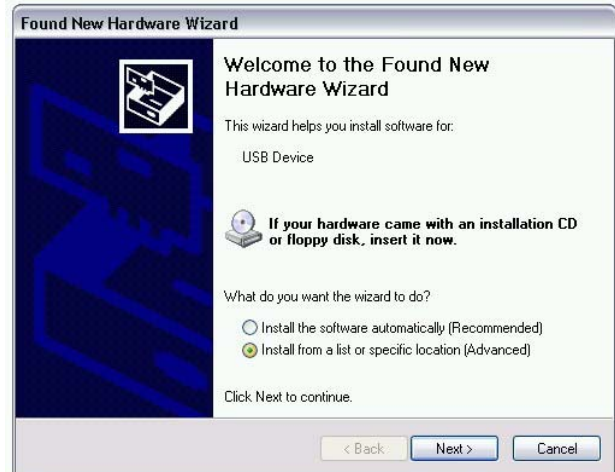 Found New Hardware Wizard
Welcome to the Found New
Hardware Wizard
This wizard helps you install software for:
USB Device
If your hardware came with an installation CD
or floppy disk, insert it now.
What do you want the wizard to do?
Install the software automatically (Recommended)
Install from a list or specific location (Advanced)
Click Next to continue.
< Back
Next >
Cancel